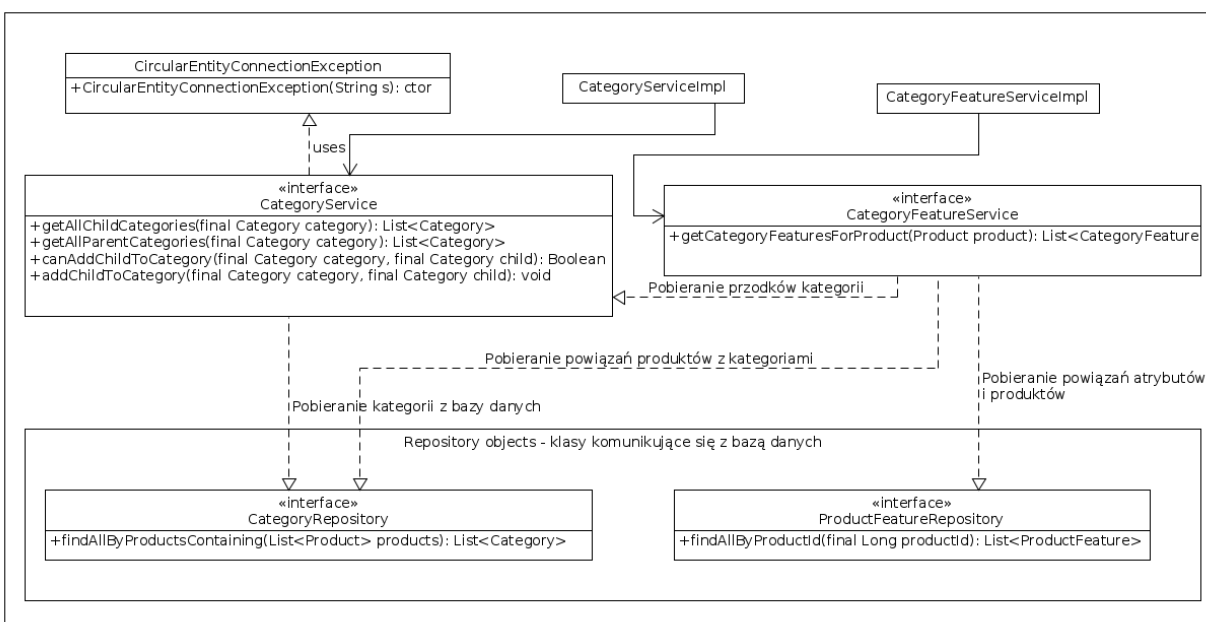 CircularEntityConnectionException
+CircularEntityConnectionException(String s): ctor
CategoryServiceImpl
CategoryFeatureServiceImpl
uses
«interface»
CategoryService
+getAllChildCategories(final Category category): List<Category>
+getAllParentCategories(final Category category): List<Category>
+canAddChildToCategory(final Category category, final Category child): Boolean
+addChildToCategory(final Category category, final Category child): void
«interface»
CategoryFeatureService
+getCategoryFeaturesForProduct(Product product): List<CategoryFeature
Pobieranie przodków kategorii
Pobieranie powiązań produktów z kategoriami
Pobieranie powiązań atrybutów
i produktów
Pobieranie kategorii z bazy danych
Repository objects - klasy komunikujące się z bazą danych
«interface»
CategoryRepository
+findAllByProductsContaining(List<Product> products): List<Category>
«interface»
ProductFeatureRepository
+findAllByProductId(final Long productId): List<ProductFeature>